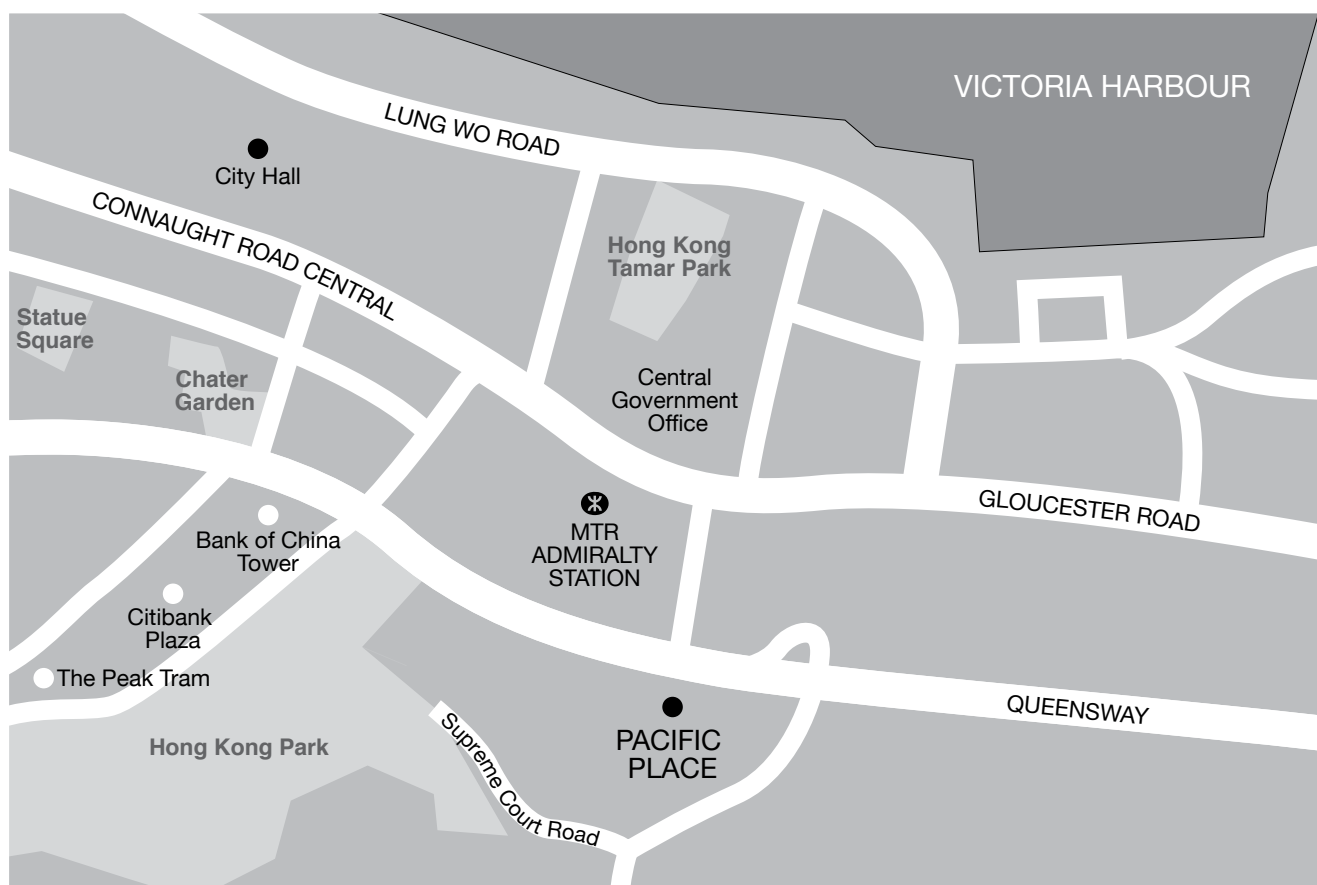 VICTORIA HARBOUR
LUNG WO ROAD
City Hall
CONNAUGHT ROAD CENTRAL
Hong Kong
Tamar Park
Statue
Square
Chater
Garden
Central
Government
Office
GLOUCESTER ROAD
MTR
ADMIRALTY
STATION
Bank of China
Tower
Citibank
Plaza
The Peak Tram
QUEENSWAY
Hong Kong Park
PACIFIC
PLACE
Supreme Court Road